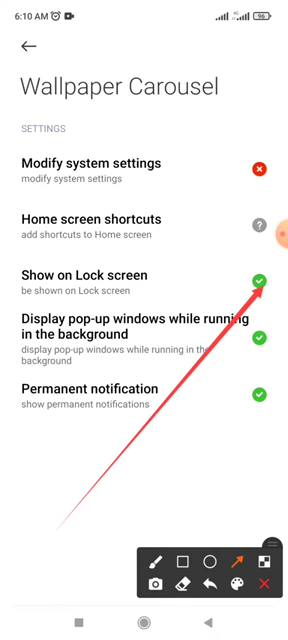 6:10 AM
4G
96
Wallpaper Carousel
SETTINGS
Modify system settings
modify system settings
Home screen shortcuts
add shortcuts to Home screen
?
Show on Lock screen
be shown on Lock screen
Display pop-up windows while running
in the background
display pop-up windows while running in the
background
Permanent notification
show permanent notifications